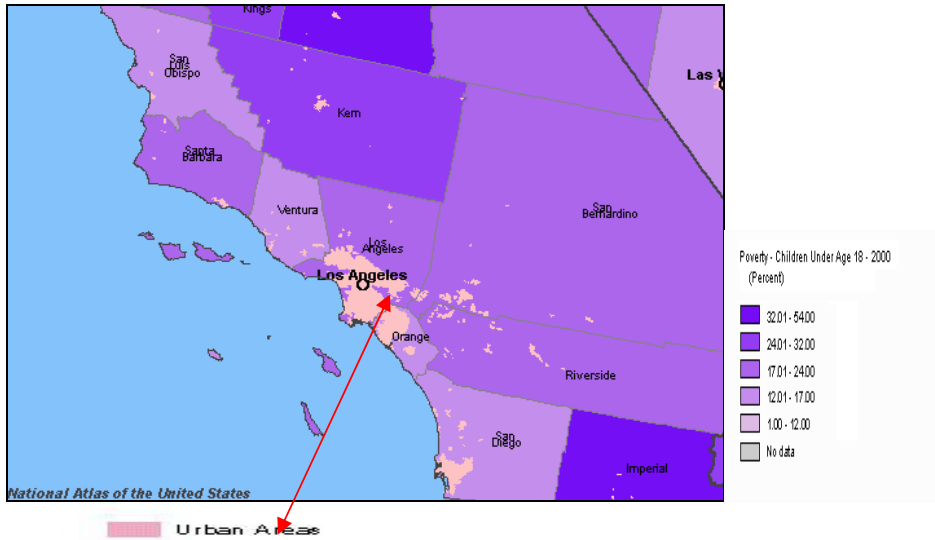 Kings
San
Luis
Obispo
Las V
Kern
Santa
Barbara
Ventura
San
Bernardino
Los
Angeles
Los Angeles
Orange
Riverside
San
Diego
Imperial
National Atlas of the United States
Poverty - Children Under Age 18 - 2000
(Percent)
32.01 - 54.00
24.01 - 32.00
17.01 - 24.00
12.01 - 17.00
1.00 - 12.00
No data
Urban Areas